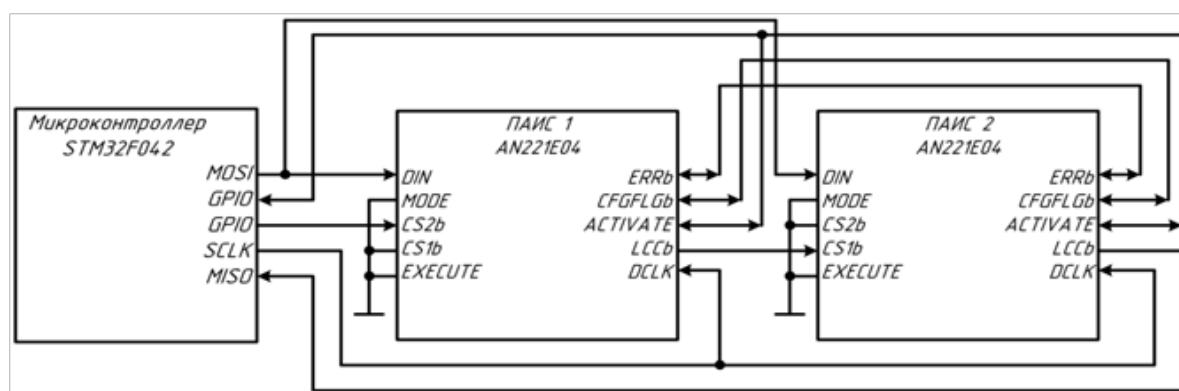 Микроконтроллер
STM32F042
MOSI
GPIO
GPIO
SCLK
MISO
ПАИС 1
AN221E04
DIN
MODE
CS2b
CS1b
EXECUTE
ERRb
CFGFLGb
ACTIVATE
LCCb
DCLK
ПАИС 2
AN221E04
DIN
MODE
CS2b
CS1b
EXECUTE
ERRb
CFGFLGb
ACTIVATE
LCCb
DCLK